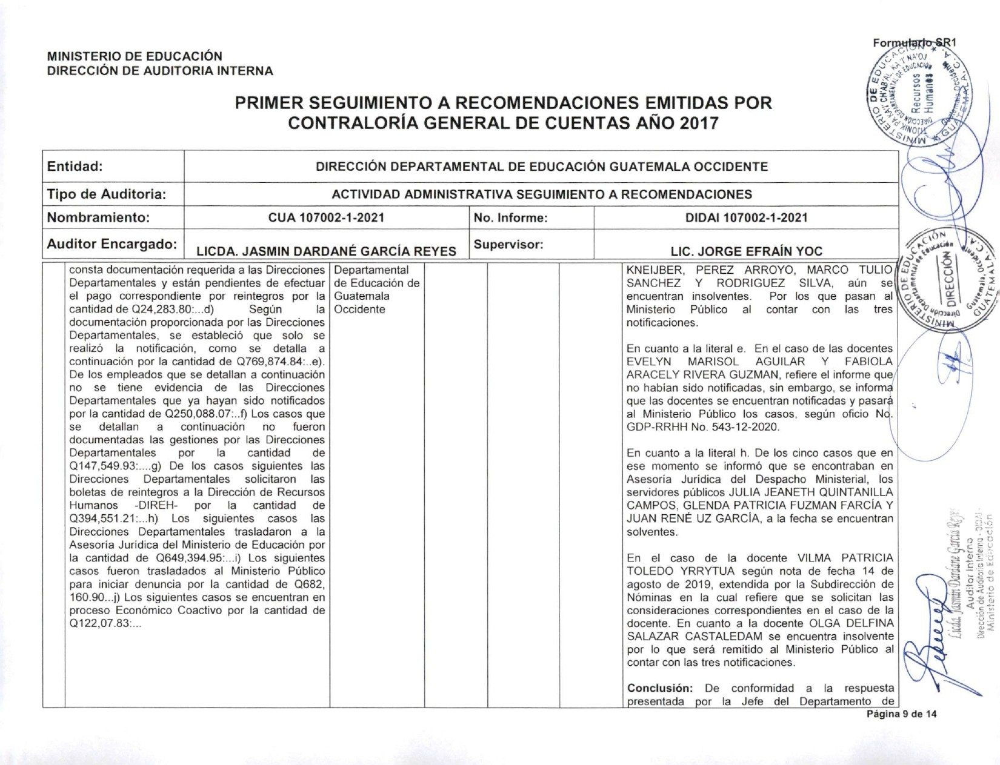 Formulario SR1
MINISTERIO DE EDUCACIÓN
DIRECCIÓN DE AUDITORIA INTERNA
PRIMER SEGUIMIENTO A RECOMENDACIONES EMITIDAS POR
CONTRALORÍA GENERAL DE CUENTAS AÑO 2017
Entidad: DIRECCIÓN DEPARTAMENTAL DE EDUCACIÓN GUATEMALA OCCIDENTE
Tipo de Auditoria: ACTIVIDAD ADMINISTRATIVA SEGUIMIENTO A RECOMENDACIONES
Nombramiento: CUA 107002-1-2021 No. Informe: DIDAI 107002-1-2021
Auditor Encargado: LICDA. JASMIN DARDANÉ GARCÍA REYES Supervisor: LIC. JORGE EFRAÍN YOC
consta documentación requerida a las Direcciones
Departamentales y están pendientes de efectuar
el pago correspondiente por reintegros por la
cantidad de Q24,283.80:...d) Según la
documentación proporcionada por las Direcciones
Departamentales, se estableció que solo se
realizó la notificación, como se detalla a
continuación por la cantidad de Q769,874.84:..e).
De los empleados que se detallan a continuación
no se tiene evidencia de las Direcciones
Departamentales que ya hayan sido notificados
por la cantidad de Q250,088.07:..f) Los casos que
se detallan a continuación no fueron
documentadas las gestiones por las Direcciones
Departamentales por la cantidad de
Q147,549.93:....g) De los casos siguientes las
Direcciones Departamentales solicitaron las
boletas de reintegros a la Dirección de Recursos
Humanos -DIREH- por la cantidad de
Q394,551.21:...h) Los siguientes casos las
Direcciones Departamentales trasladaron a la
Asesoría Jurídica del Ministerio de Educación por
la cantidad de Q649,394.95:...i) Los siguientes
casos fueron trasladados al Ministerio Público
para iniciar denuncia por la cantidad de Q682,
160.90...j) Los siguientes casos se encuentran en
proceso Económico Coactivo por la cantidad de
Q122,07.83:...
Departamental
de Educación de
Guatemala
Occidente
KNEIJBER, PEREZ ARROYO, MARCO TULIO
SANCHEZ Y RODRIGUEZ SILVA, aún se
encuentran insolventes. Por los que pasan al
Ministerio Público al contar con las tres
notificaciones.
En cuanto a la literal e. En el caso de las docentes
EVELYN MARISOL AGUILAR Y FABIOLA
ARACELY RIVERA GUZMAN, refiere el informe que
no habían sido notificadas, sin embargo, se informa
que las docentes se encuentran notificadas y pasará
al Ministerio Público los casos, según oficio No.
GDP-RRHH No. 543-12-2020.
En cuanto a la literal h. De los cinco casos que en
ese momento se informó que se encontraban en
Asesoría Jurídica del Despacho Ministerial, los
servidores públicos JULIA JEANETH QUINTANILLA
CAMPOS, GLENDA PATRICIA FUZMAN FARCÍA Y
JUAN RENÉ UZ GARCÍA, a la fecha se encuentran
solventes.
En el caso de la docente VILMA PATRICIA
TOLEDO YRRYTUA según nota de fecha 14 de
agosto de 2019, extendida por la Subdirección de
Nóminas en la cual refiere que se solicitan las
consideraciones correspondientes en el caso de la
docente. En cuanto a la docente OLGA DELFINA
SALAZAR CASTALEDAM se encuentra insolvente
por lo que será remitido al Ministerio Público al
contar con las tres notificaciones.
Conclusión: De conformidad a la respuesta
presentada por la Jefe del Departamento de
Página 9 de 14
MINISTERIO DE EDUCACIÓN
GUATEMALA, C. A.
DIRECCIÓN DEPARTAMENTAL DE EDUCACIÓN
Guatemala Occidente
Recursos
Humanos
MINISTERIO DE EDUCACIÓN
GUATEMALA, C.A.
Dirección Departamental de Educación
Guatemala, Occidente
DIRECCIÓN
Licda. Jasmin Dardane García Reyes
Auditor Interno
Dirección de Auditoria Interna - DIDAI -
Ministerio de Educación